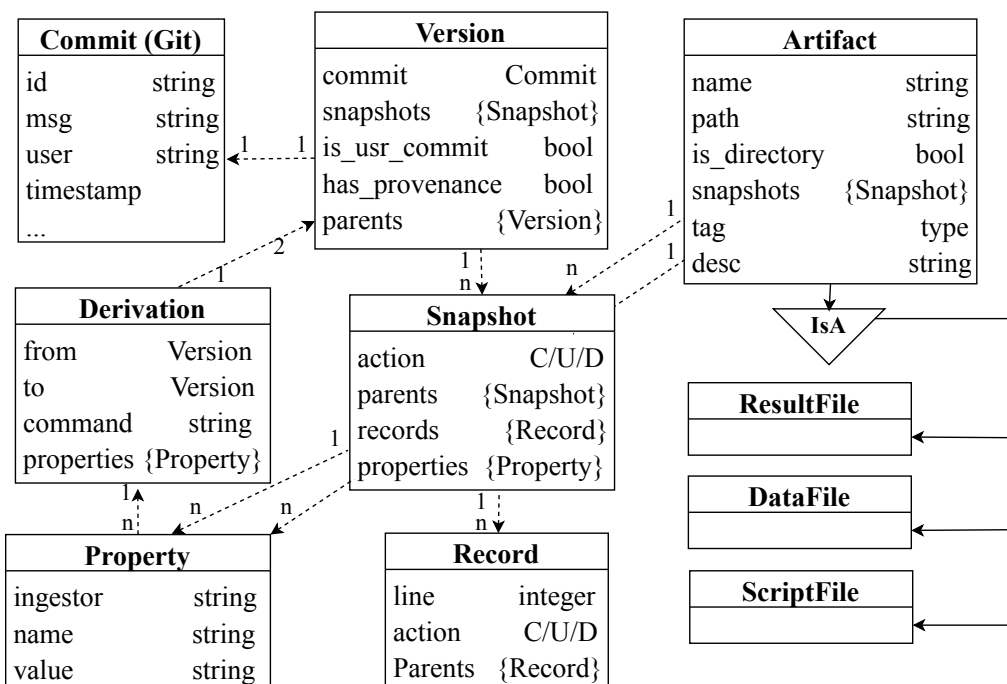 Commit (Git)
id string
msg string
user string
timestamp
...
Version
commit Commit
snapshots {Snapshot}
is_usr_commit bool
has_provenance bool
parents {Version}
Artifact
name string
path string
is_directory bool
snapshots {Snapshot}
tag type
desc string
1 1
2
1
1
n
1
n
1
Derivation
from Version
to Version
command string
properties {Property}
Snapshot
action C/U/D
parents {Snapshot}
records {Record}
properties {Property}
IsA
ResultFile
DataFile
ScriptFile
1
n
1
n
n
1
n
Property
ingestor string
name string
value string
Record
line integer
action C/U/D
Parents {Record}